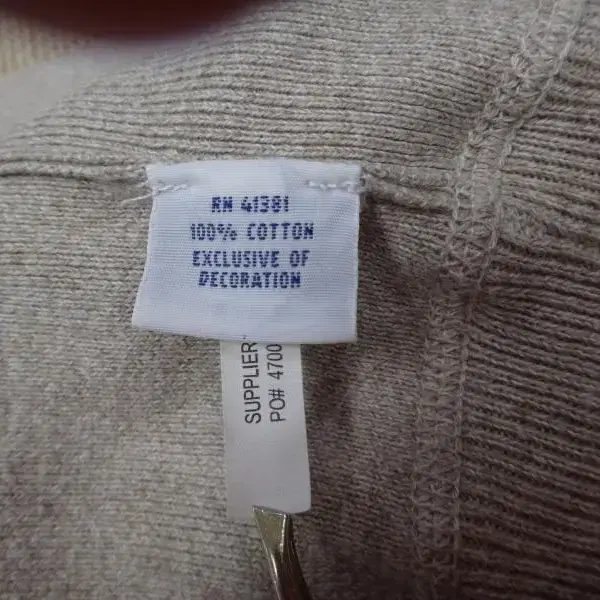 RN 41381
100% COTTON
EXCLUSIVE OF
DECORATION
SUPPLIER
PO# 4700